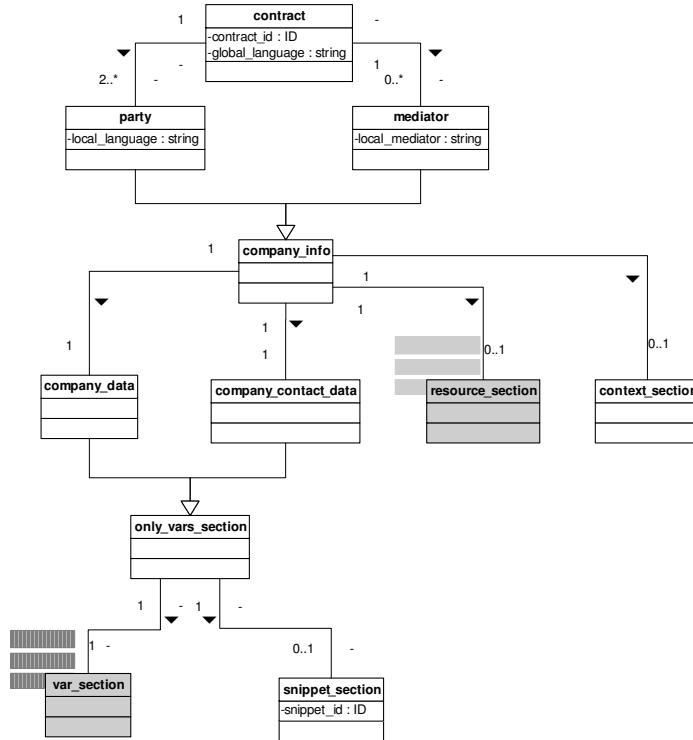 contract
-contract_id : ID
-global_language : string
1
-
-
1
2..*
-
0..*
-
party
-local_language : string
mediator
-local_mediator : string
company_info
1
1
1
1
1
1
0..1
0..1
company_data
company_contact_data
resource_section
context_section
only_vars_section
1
-
1
-
1
-
0..1
-
var_section
snippet_section
-snippet_id : ID